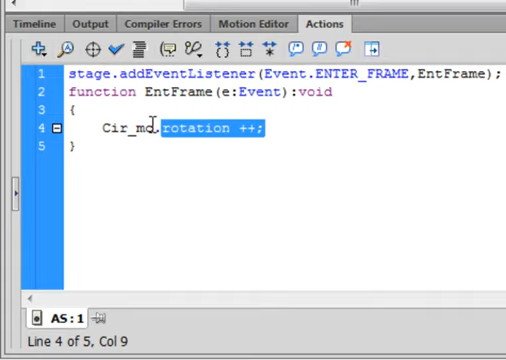 Timeline Output Compiler Errors Motion Editor Actions
1 stage.addEventListener(Event.ENTER_FRAME,EntFrame);
2 function EntFrame(e:Event):void
3 {
4 Cir_mc.rotation ++;
5 }
AS:1
Line 4 of 5, Col 9